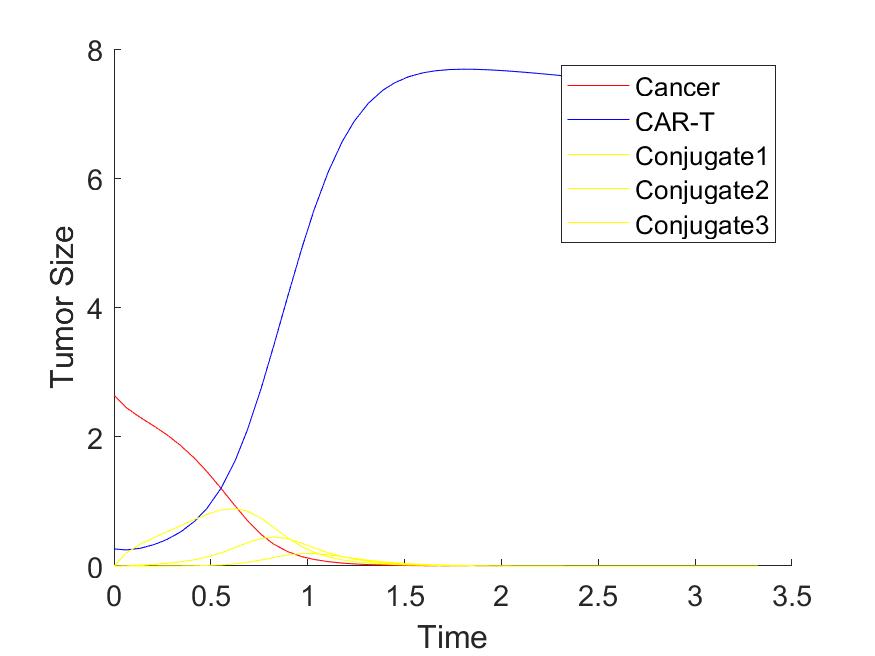 8
6
4
2
0
Tumor Size
Cancer
CAR-T
Conjugate1
Conjugate2
Conjugate3
0 0.5 1 1.5 2 2.5 3 3.5
Time